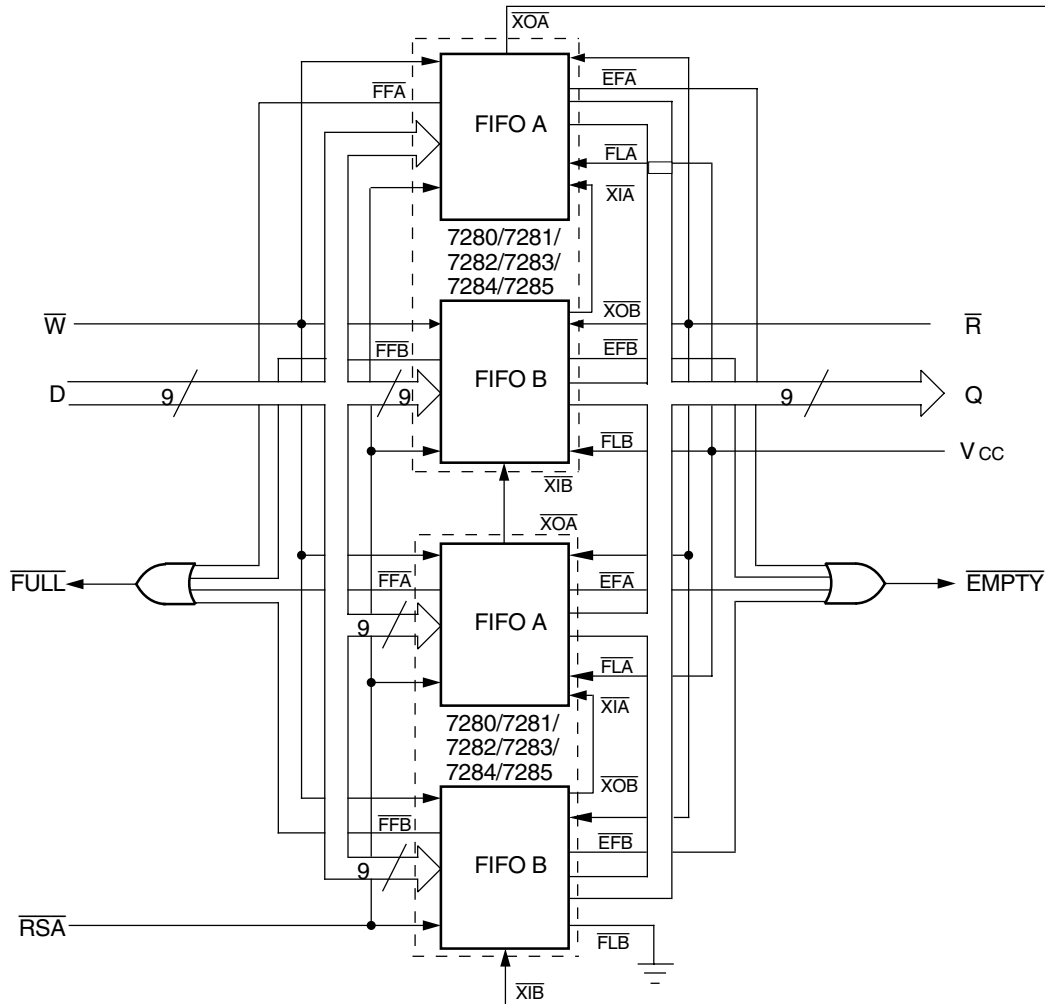 XOA
EFA
FFA
FIFO A
FLA
XIA
7280/7281/
7282/7283/
7284/7285
W
XOB
R
FFB
EFB
D
9
9
FIFO B
9
Q
FLB
V CC
XIB
XOA
FULL
FFA
EFA
EMPTY
FIFO A
9
FLA
XIA
7280/7281/
7282/7283/
7284/7285
XOB
FFB
EFB
9
FIFO B
RSA
FLB
XIB